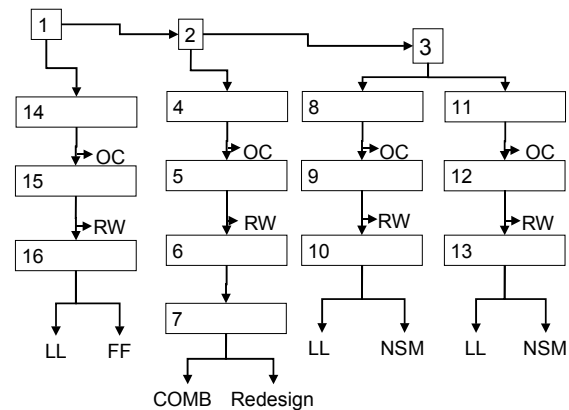 1
2
3
14
4
8
11
OC
OC
OC
OC
15
5
9
12
RW
RW
RW
RW
16
6
10
13
7
LL
FF
LL
NSM
LL
NSM
COMB
Redesign